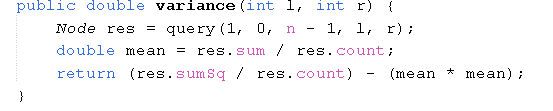 public double variance(int l, int r) {
    Node res = query(1, 0, n - 1, l, r);
    double mean = res.sum / res.count;
    return (res.sumSq / res.count) - (mean * mean);
}